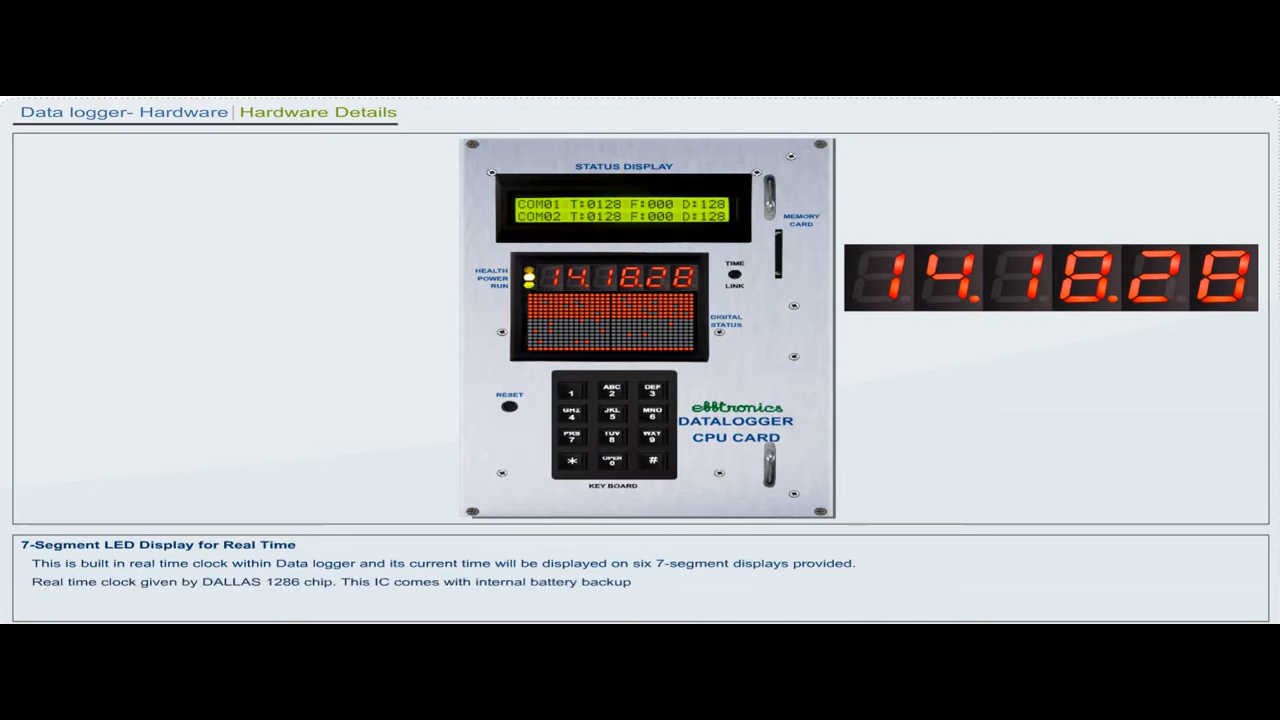 Data logger- Hardware Hardware Details
STATUS DISPLAY
COM01 T:0128 F:000 D:128
COM02 T:0128 F:000 D:128
MEMORY
CARD
HEALTH
POWER
RUN
14.18.28
TIME
LINK
14.18.28
DIGITAL
STATUS
RESET
1 ABC DEF
2 3
GHI JKL MNO
4 5 6
PRS TUV WXY
7 8 9
* OPER #
0
KEY BOARD
efftronics
DATALOGGER
CPU CARD
7-Segment LED Display for Real Time
This is built in real time clock within Data logger and its current time will be displayed on six 7-segment displays provided.
Real time clock given by DALLAS 1286 chip. This IC comes with internal battery backup